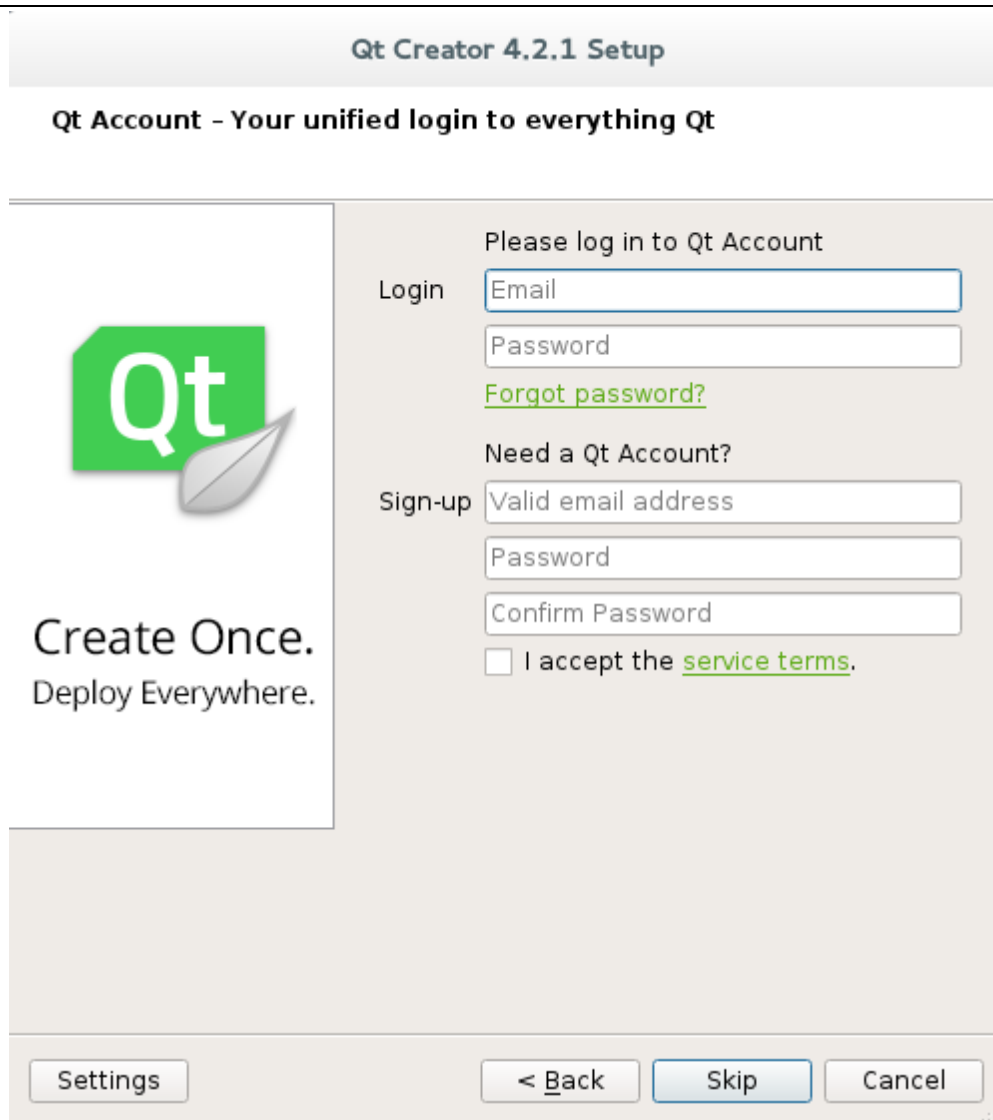 Qt Creator 4.2.1 Setup
Qt Account – Your unified login to everything Qt
Qt
Create Once.
Deploy Everywhere.
Please log in to Qt Account
Login Email
Password
Forgot password?
Need a Qt Account?
Sign-up Valid email address
Password
Confirm Password
I accept the service terms.
Settings < Back Skip Cancel